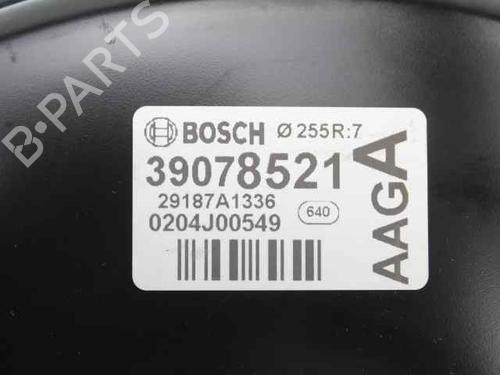 BOSCH Ø 255R:7
39078521
29187A1336
640
0204J00549
AAGA
B-PARTS